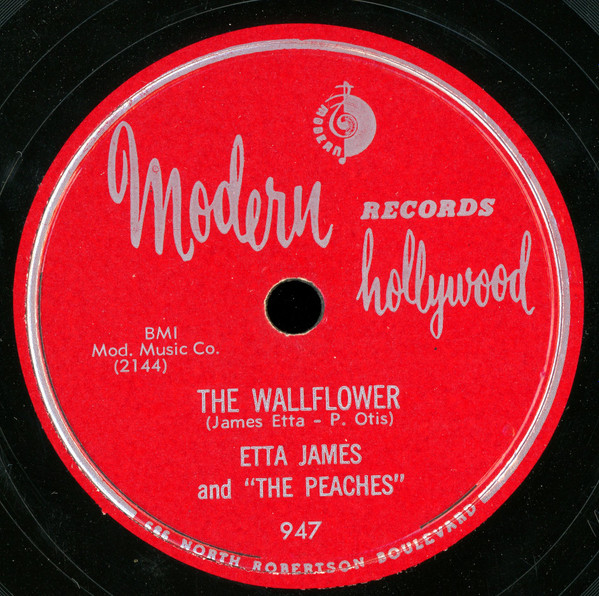 MODERN
Modern RECORDS
hollywood
BMI
Mod. Music Co.
(2144)
THE WALLFLOWER
(James Etta - P. Otis)
ETTA JAMES
and "THE PEACHES"
947
686 NORTH ROBERTSON BOULEVARD